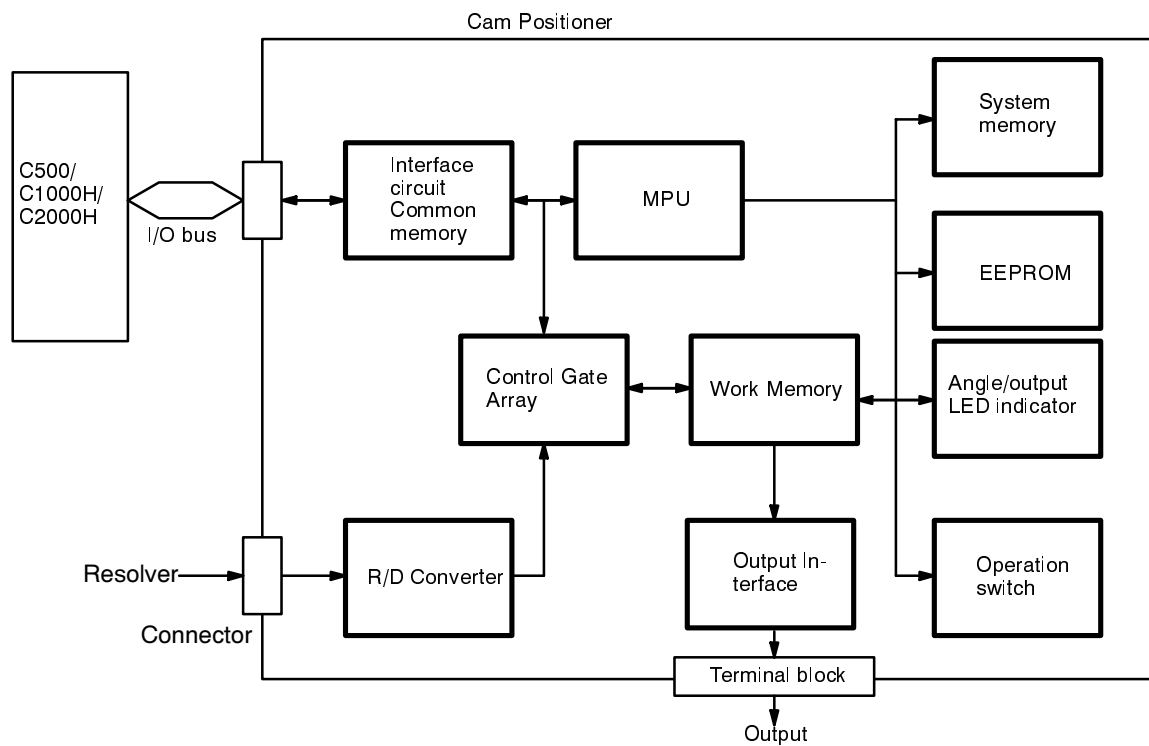 Cam Positioner
C500/
C1000H/
C2000H
I/O bus
Interface
circuit
Common
memory
MPU
System
memory
EEPROM
Control Gate
Array
Work Memory
Angle/output
LED indicator
Resolver
Connector
R/D Converter
Output In-
terface
Operation
switch
Terminal block
Output